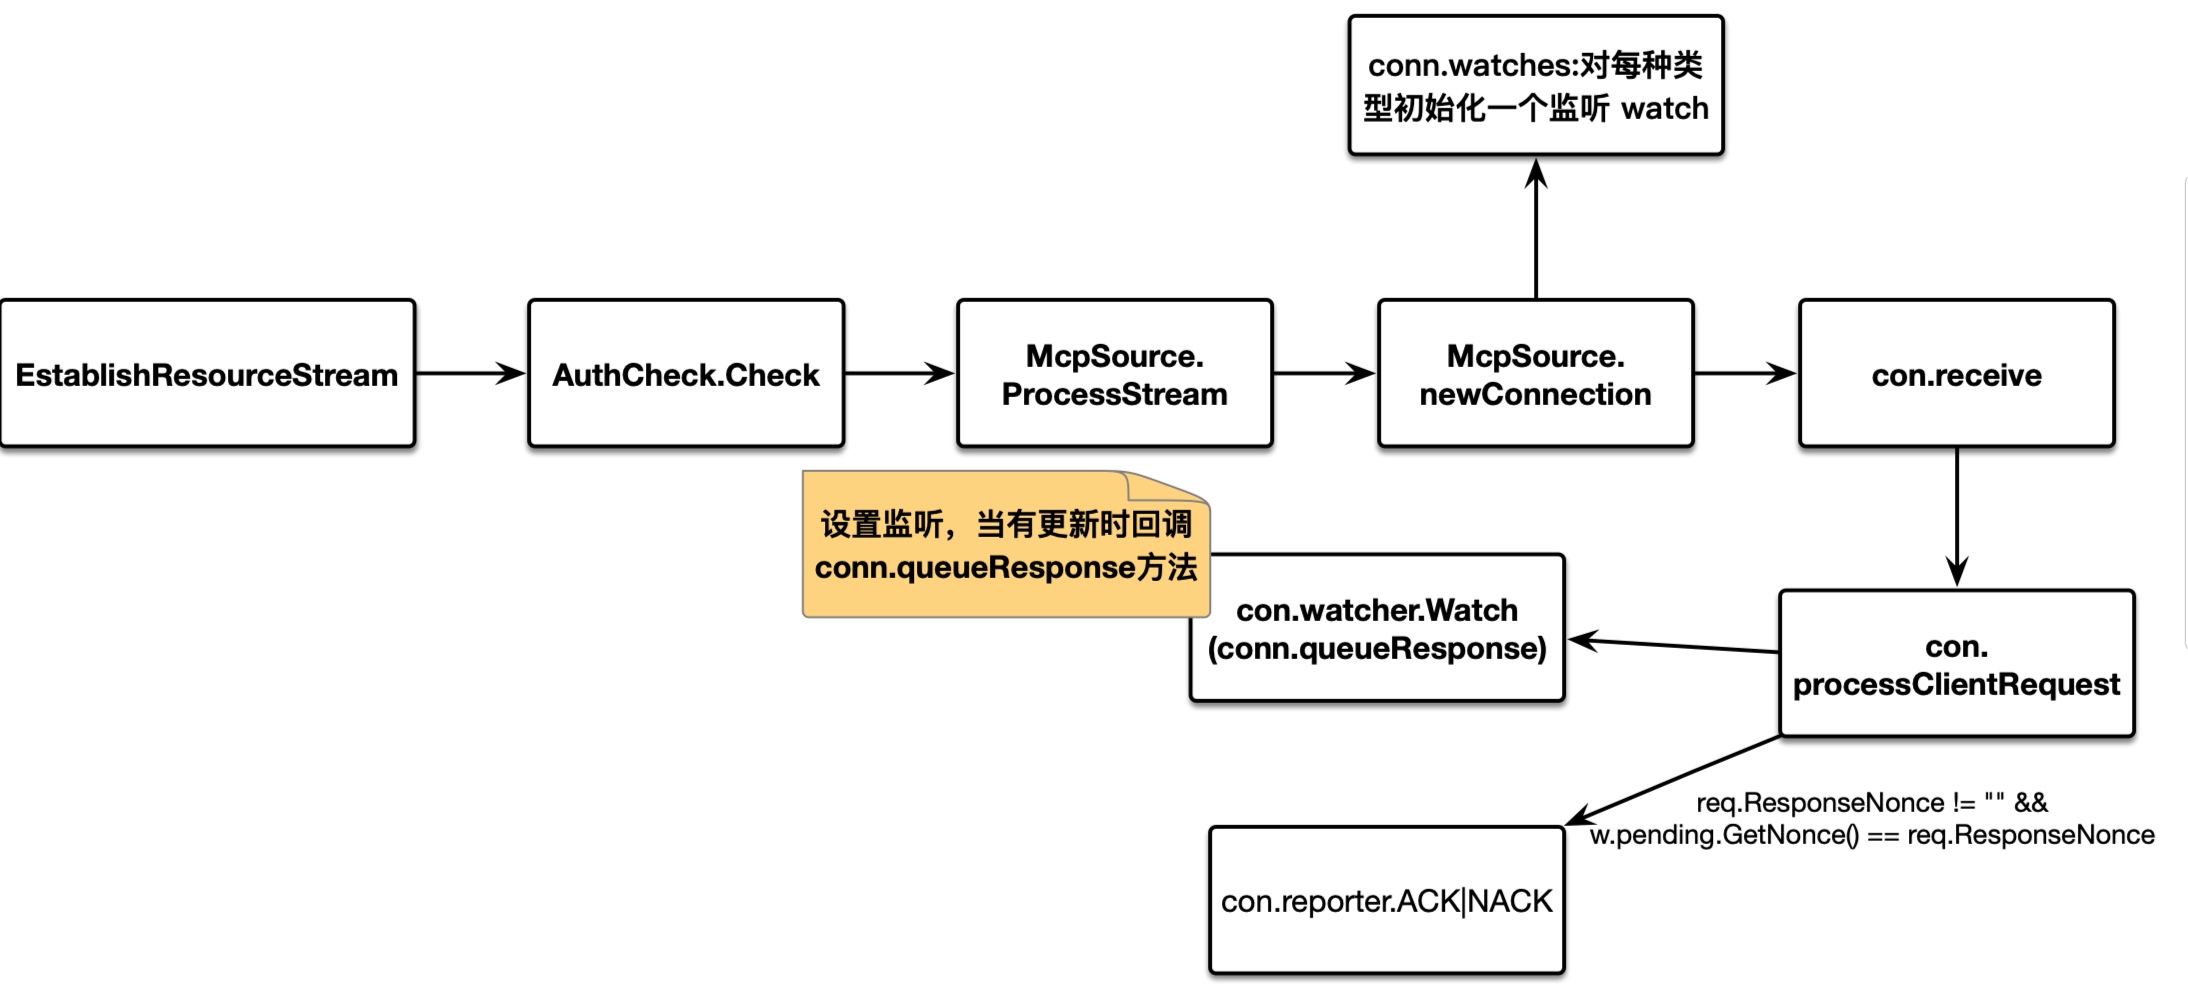 conn.watches:对每种类
型初始化一个监听 watch
EstablishResourceStream
AuthCheck.Check
McpSource.
ProcessStream
McpSource.
newConnection
con.receive
设置监听，当有更新时回调
conn.queueResponse方法
con.watcher.Watch
(conn.queueResponse)
con.
processClientRequest
req.ResponseNonce != "" &&
w.pending.GetNonce() == req.ResponseNonce
con.reporter.ACK|NACK